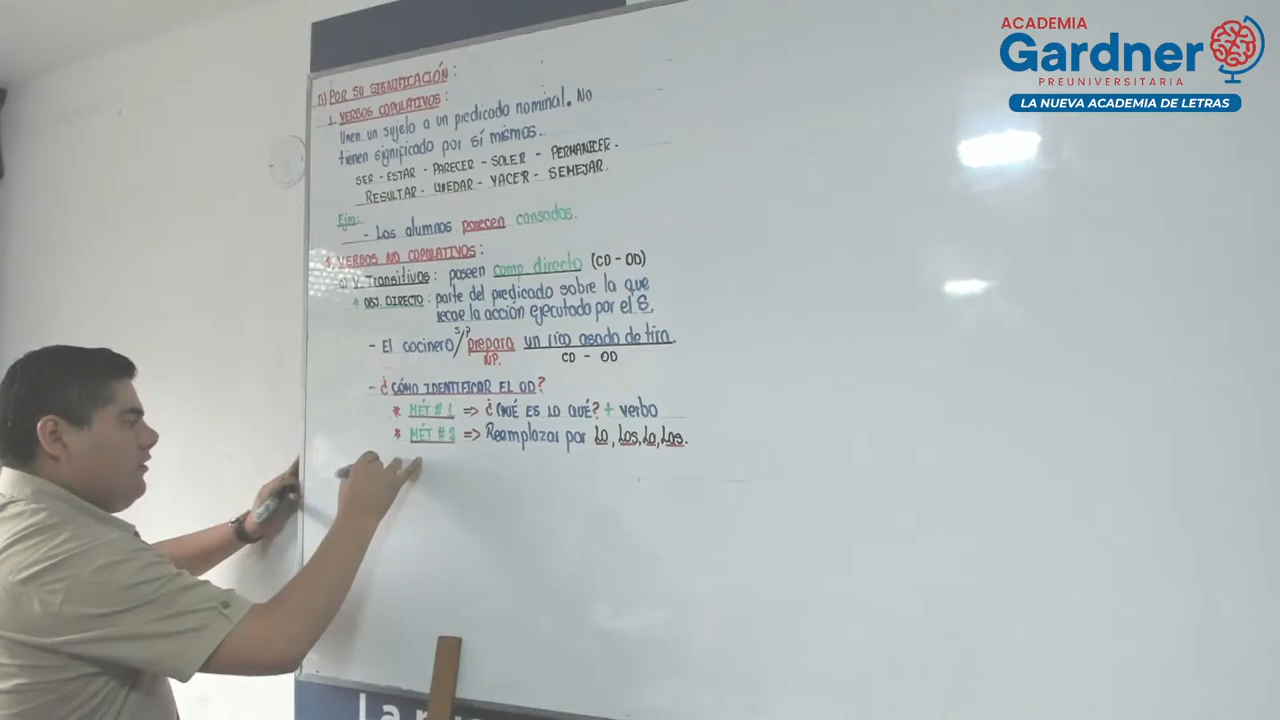 ACADEMIA
Gardner
PREUNIVERSITARIA
LA NUEVA ACADEMIA DE LETRAS
B) POR SU SIGNIFICACIÓN:
1. VERBOS COPULATIVOS:
Unen un sujeto a un predicado nominal. No
tienen significado por sí mismos.
SER - ESTAR - PARECER - SOLER - PERMANECER.
RESULTAR - QUEDAR - YACER - SEMEJAR.
Ejm:
- Los alumnos parecen cansados.
VERBOS NO COPULATIVOS:
a) V. Transitivos: poseen comp. directo (CD - OD)
* OBJ. DIRECTO: parte del predicado sobre la que
recae la acción ejecutada por el S.
S/P
- El cocinero / prepara un rico asado de tira.
N.P. CD - OD
- ¿CÓMO IDENTIFICAR EL OD?
* MÉT # 1 => ¿QUÉ ES LO QUÉ? + verbo
* MÉT # 2 => Reemplazar por Lo, Los, La, Las.
La